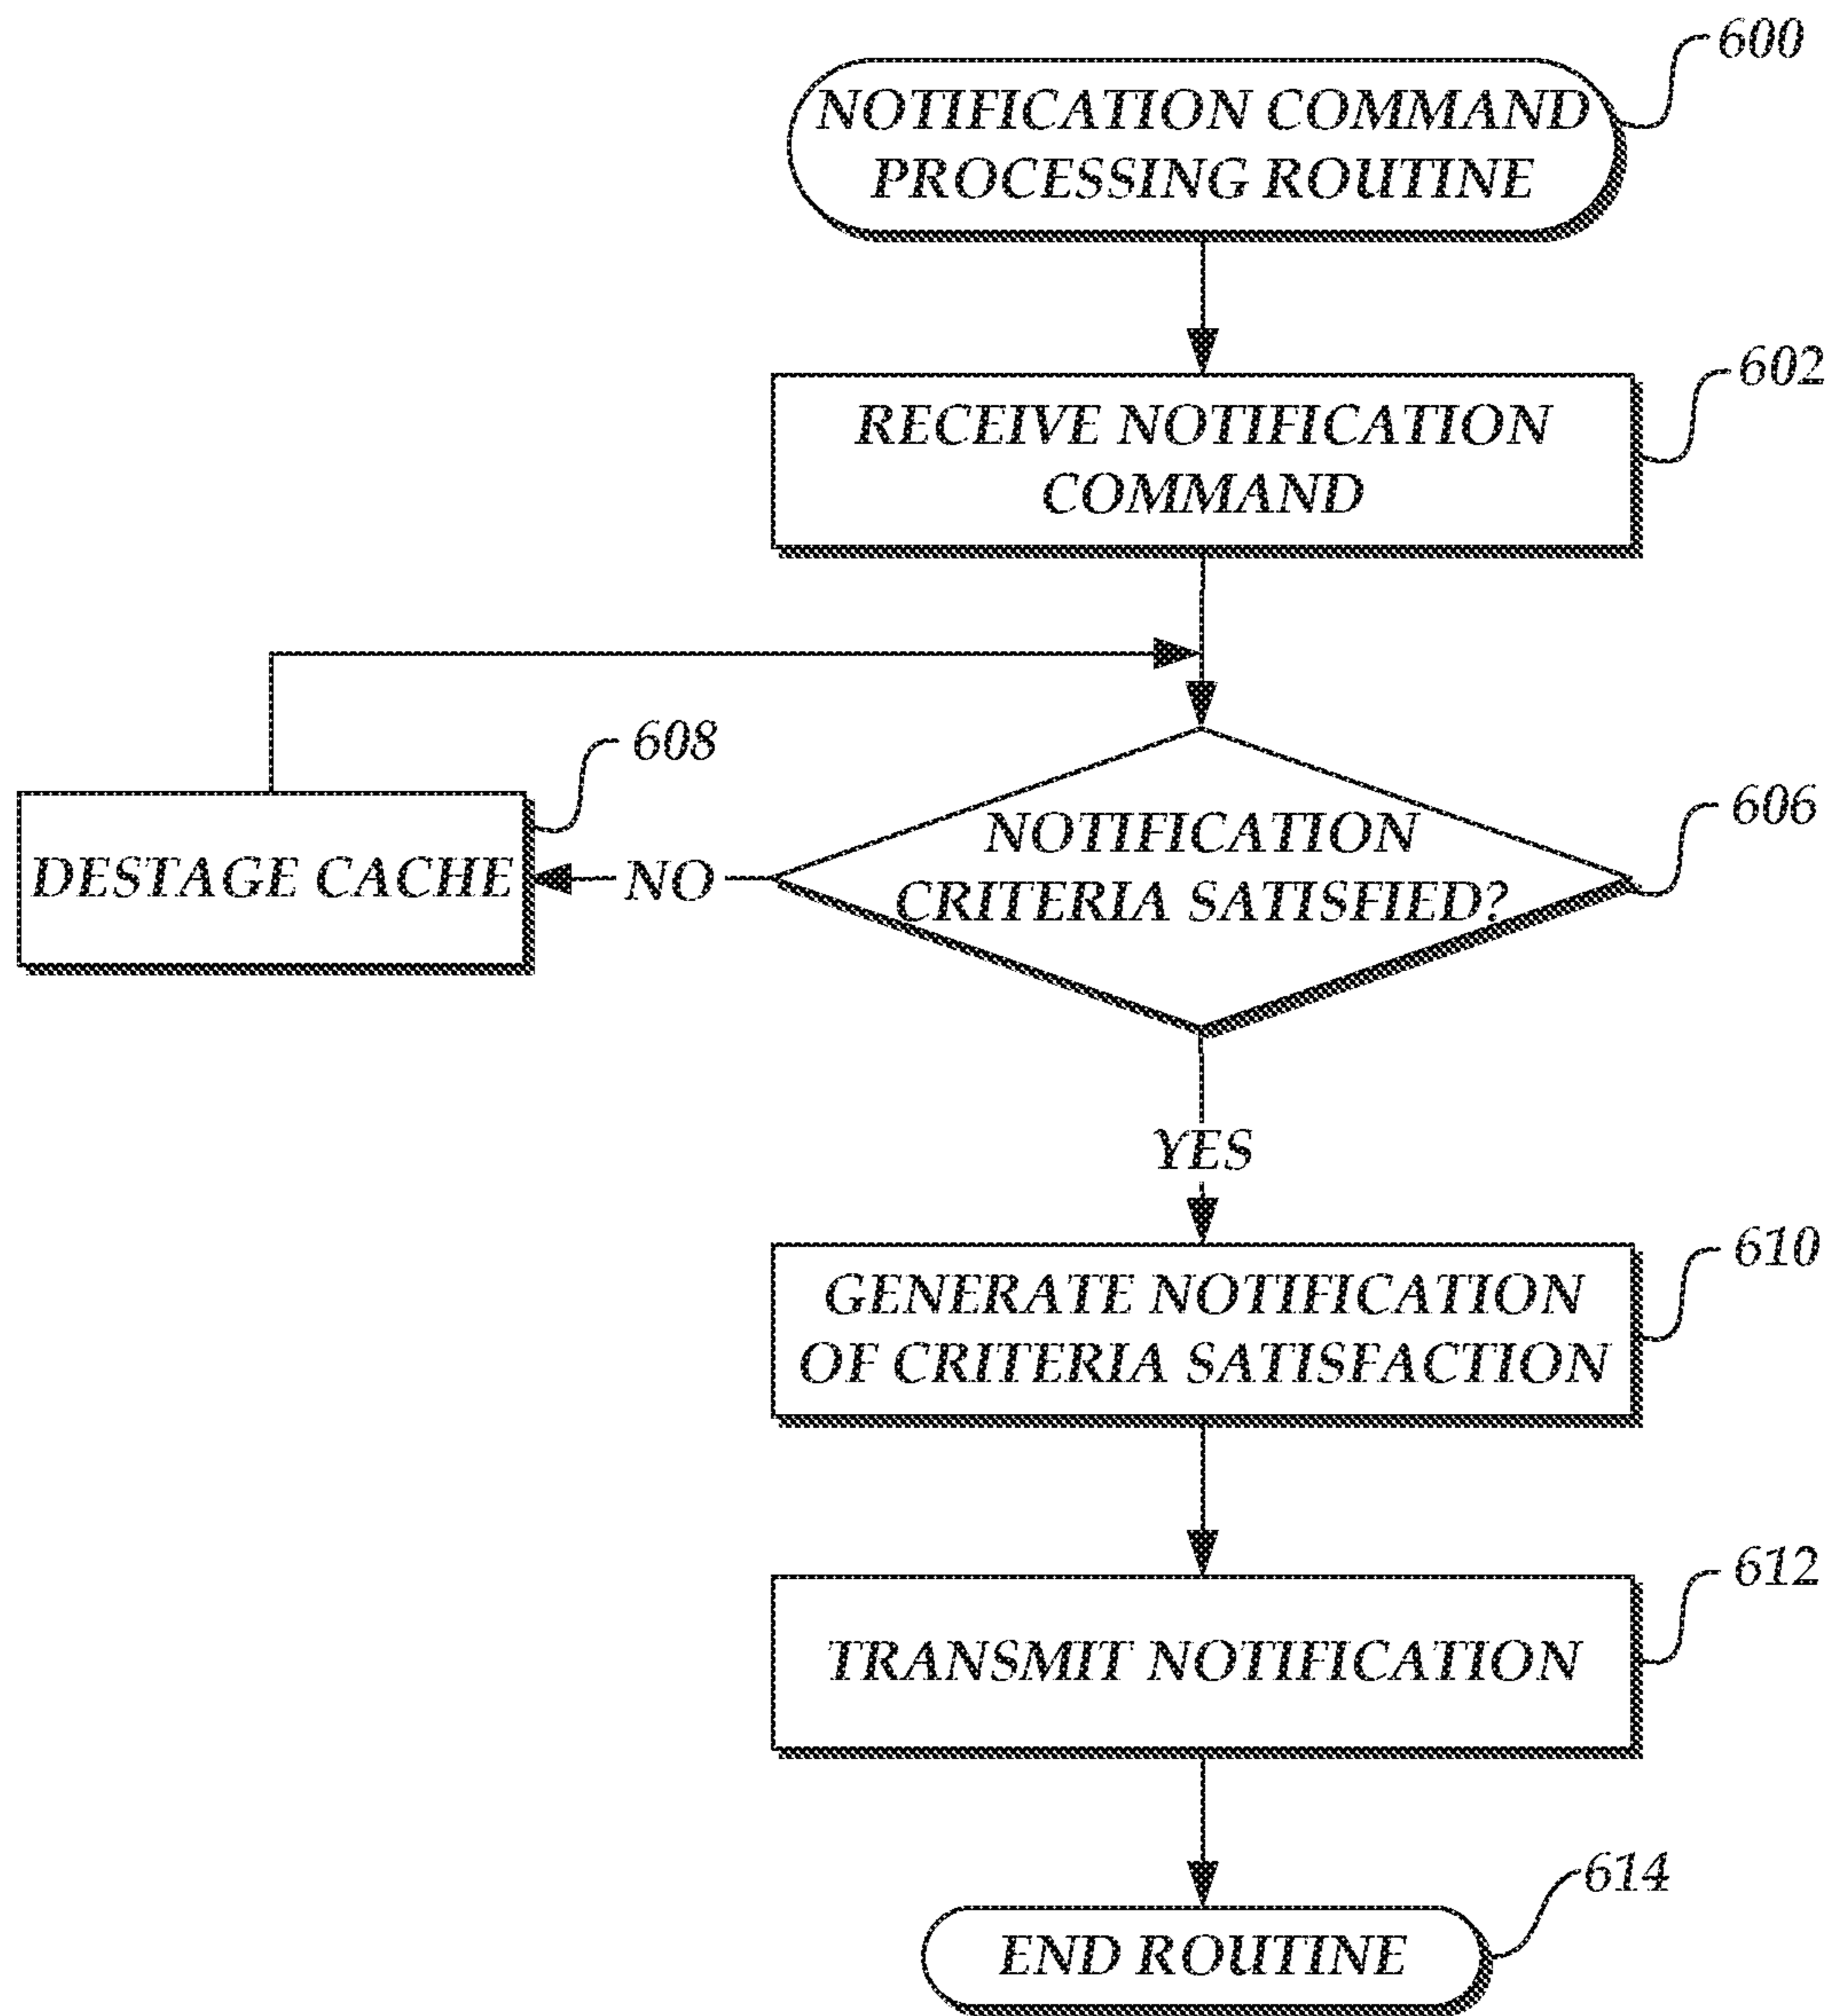 600
NOTIFICATION COMMAND
PROCESSING ROUTINE
602
RECEIVE NOTIFICATION
COMMAND
608
DESTAGE CACHE
NO
606
NOTIFICATION
CRITERIA SATISFIED?
YES
610
GENERATE NOTIFICATION
OF CRITERIA SATISFACTION
612
TRANSMIT NOTIFICATION
614
END ROUTINE